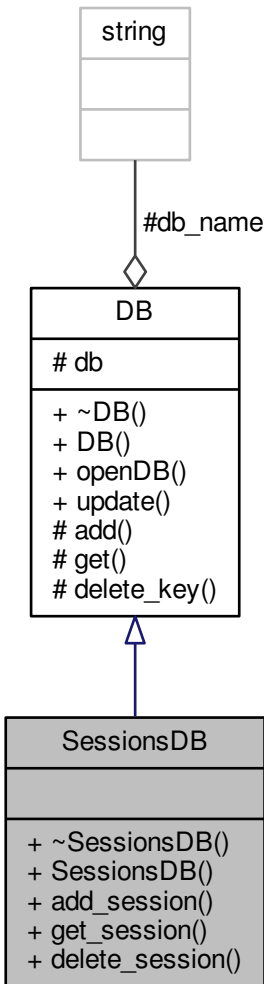 string
#db_name
DB
# db
+ ~DB()
+ DB()
+ openDB()
+ update()
# add()
# get()
# delete_key()
SessionsDB
+ ~SessionsDB()
+ SessionsDB()
+ add_session()
+ get_session()
+ delete_session()